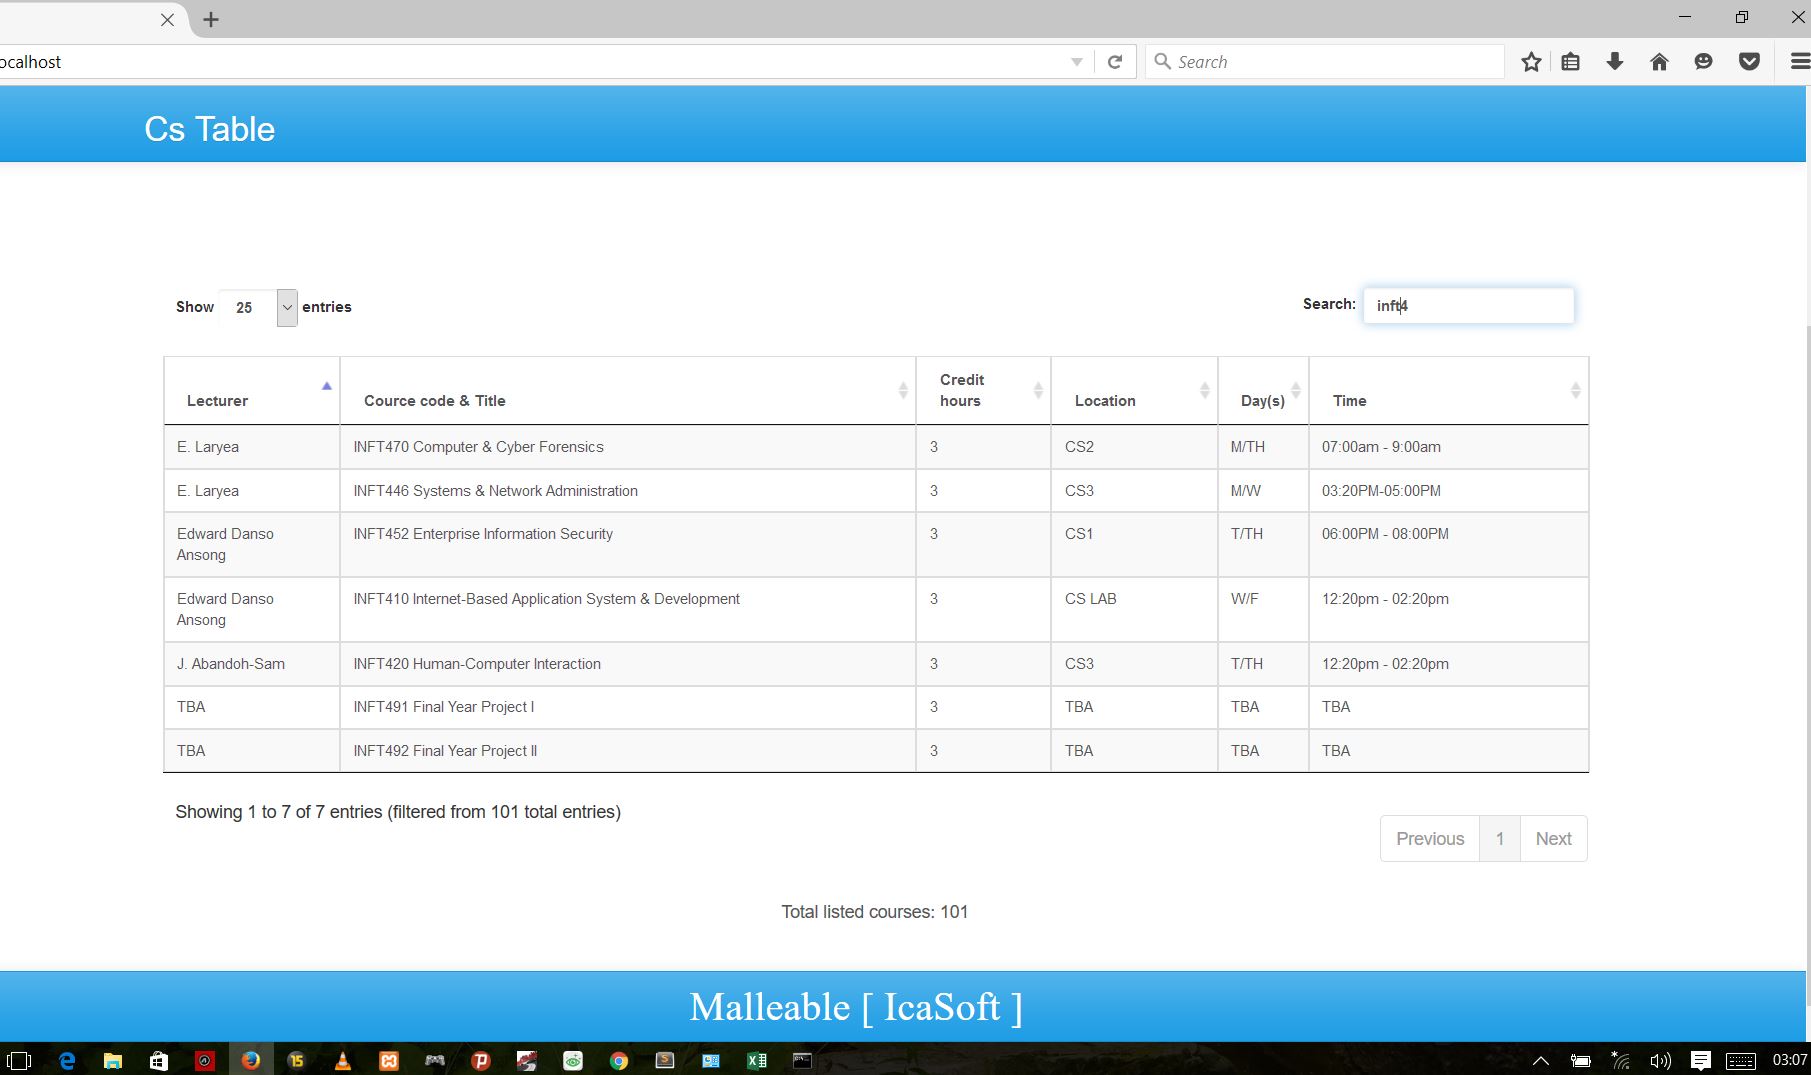 ocalhost
Search
Cs Table
Show 25 entries
Search: inft4
Lecturer Cource code & Title Credit hours Location Day(s) Time
E. Laryea INFT470 Computer & Cyber Forensics 3 CS2 M/TH 07:00am - 9:00am
E. Laryea INFT446 Systems & Network Administration 3 CS3 M/W 03:20PM-05:00PM
Edward Danso Ansong INFT452 Enterprise Information Security 3 CS1 T/TH 06:00PM - 08:00PM
Edward Danso Ansong INFT410 Internet-Based Application System & Development 3 CS LAB W/F 12:20pm - 02:20pm
J. Abandoh-Sam INFT420 Human-Computer Interaction 3 CS3 T/TH 12:20pm - 02:20pm
TBA INFT491 Final Year Project I 3 TBA TBA TBA
TBA INFT492 Final Year Project II 3 TBA TBA TBA
Showing 1 to 7 of 7 entries (filtered from 101 total entries)
Previous 1 Next
Total listed courses: 101
Malleable [ IcaSoft ]
15
03:07